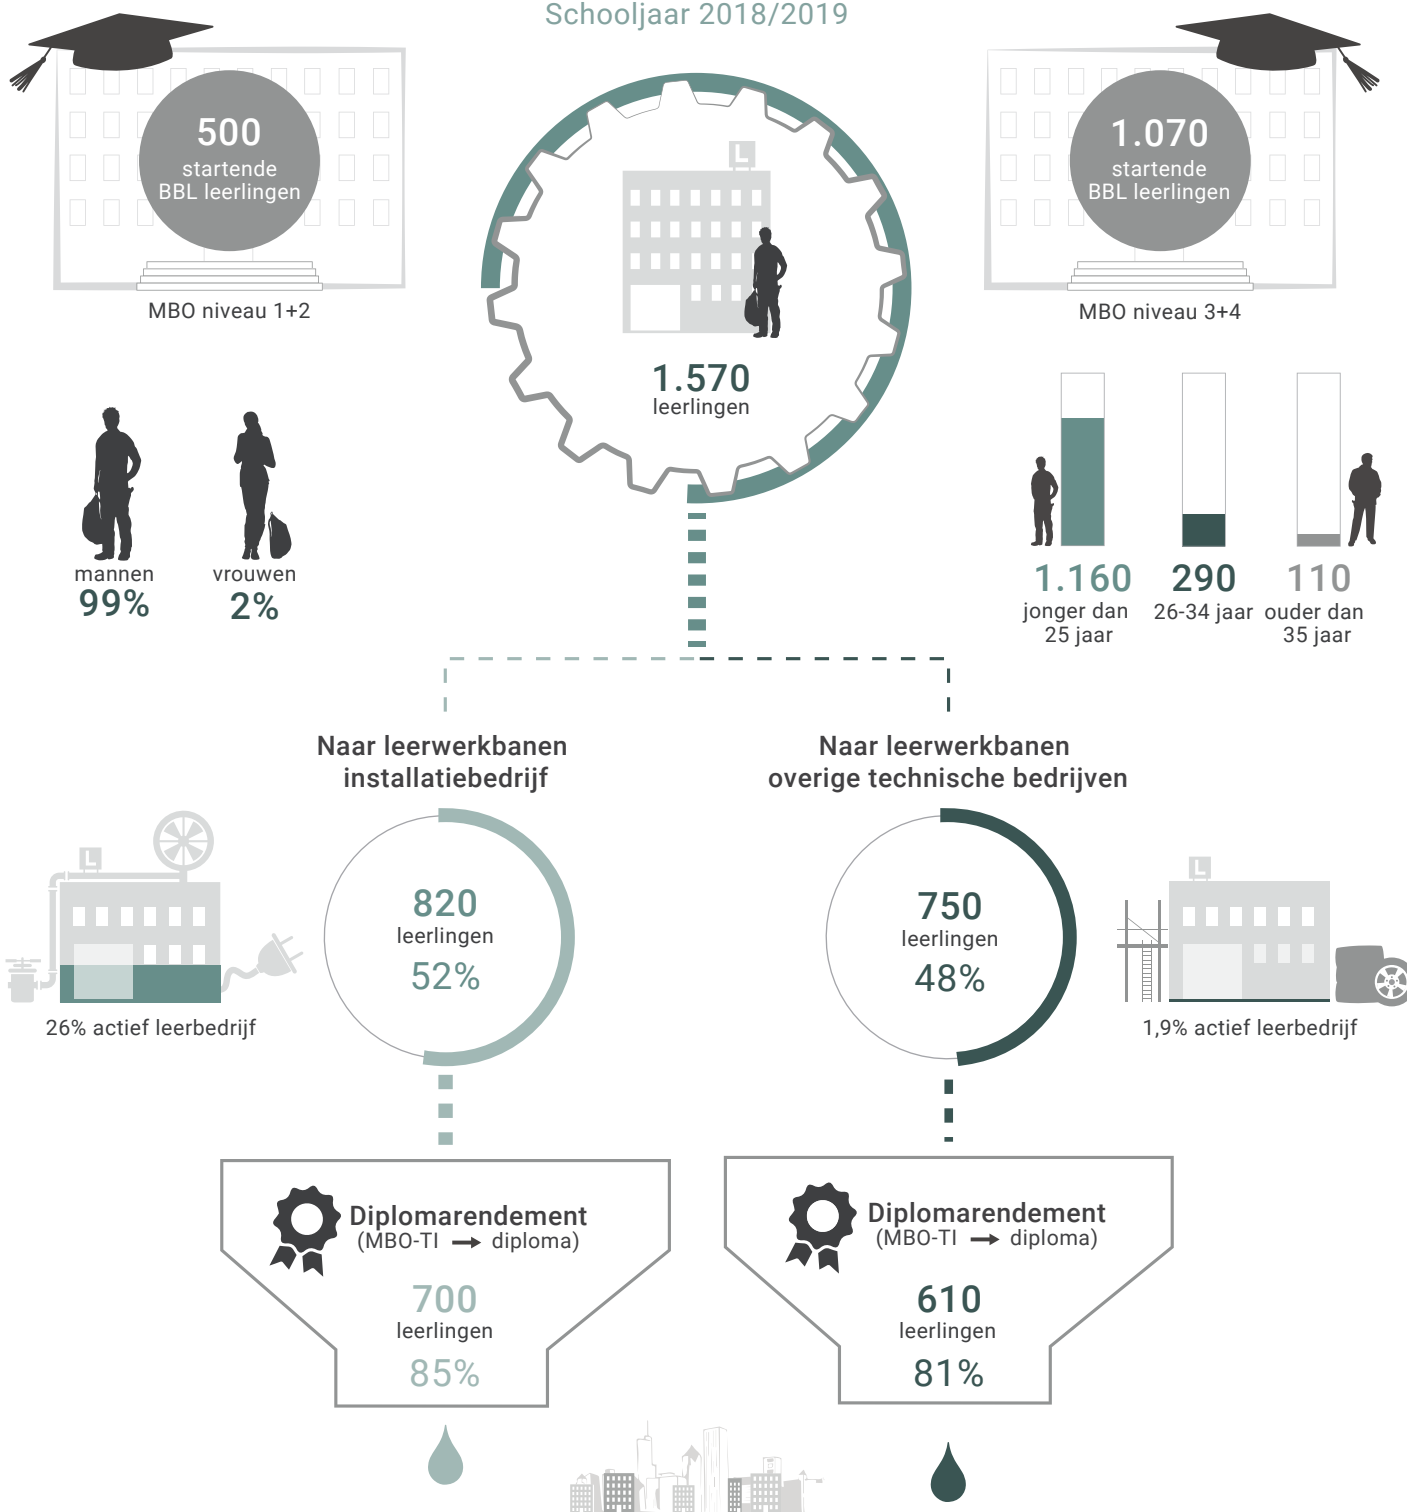 Schooljaar 2018/2019
500
startende
BBL leerlingen
MBO niveau 1+2
L
1.570
leerlingen
1.070
startende
BBL leerlingen
MBO niveau 3+4
mannen
99%
vrouwen
2%
1.160
jonger dan
25 jaar
290
26-34 jaar
110
ouder dan
35 jaar
Naar leerwerkbanen
installatiebedrijf
Naar leerwerkbanen
overige technische bedrijven
L
26% actief leerbedrijf
820
leerlingen
52%
750
leerlingen
48%
L
1,9% actief leerbedrijf
Diplomarendement
(MBO-TI → diploma)
700
leerlingen
85%
Diplomarendement
(MBO-TI → diploma)
610
leerlingen
81%